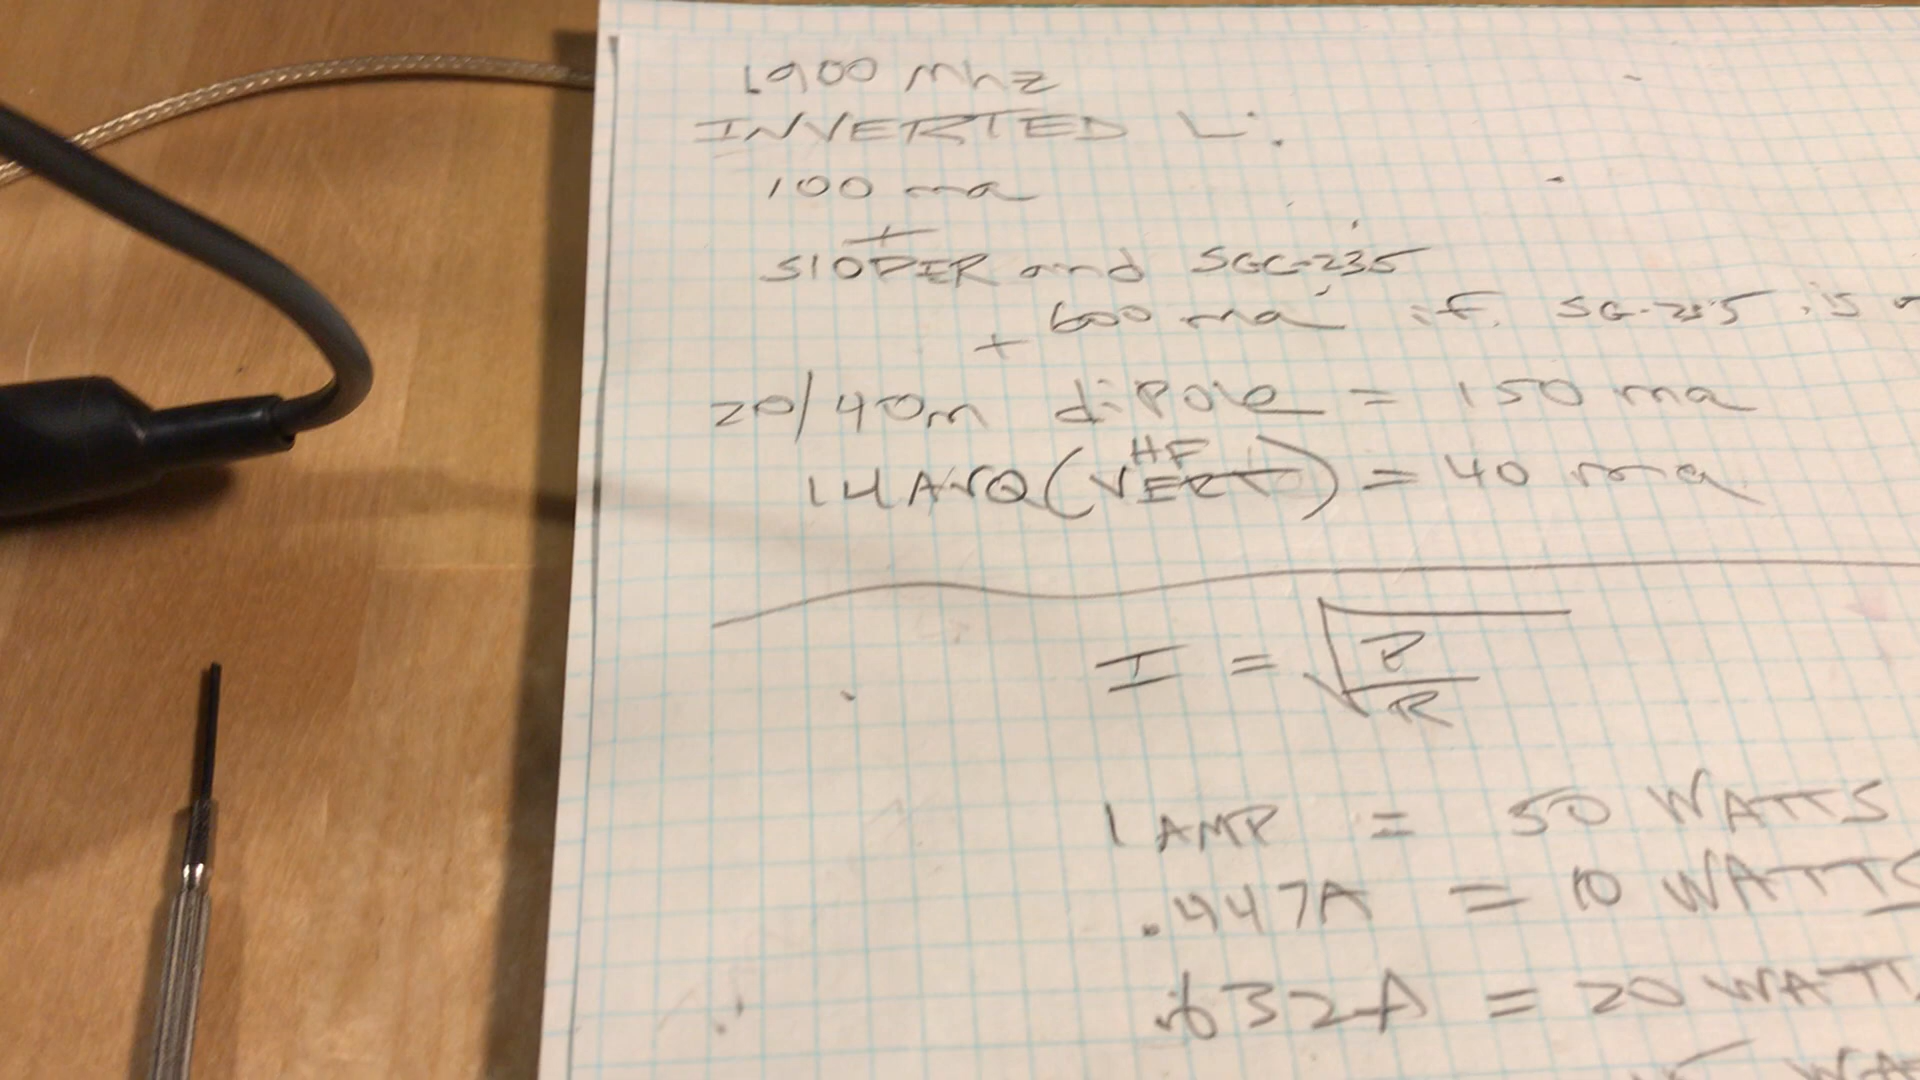 1900 Mhz
INVERTED L.
100 ma
SlOPER and SGC-235
+ 600 ma if SG-235 is
20/40m diPOle = 150 ma
14AVQ (HF VERT) = 40 ma
I = √P/R
1 AMP = 50 WATTS
.447A = 10 WATTS
.632A = 20 WATT